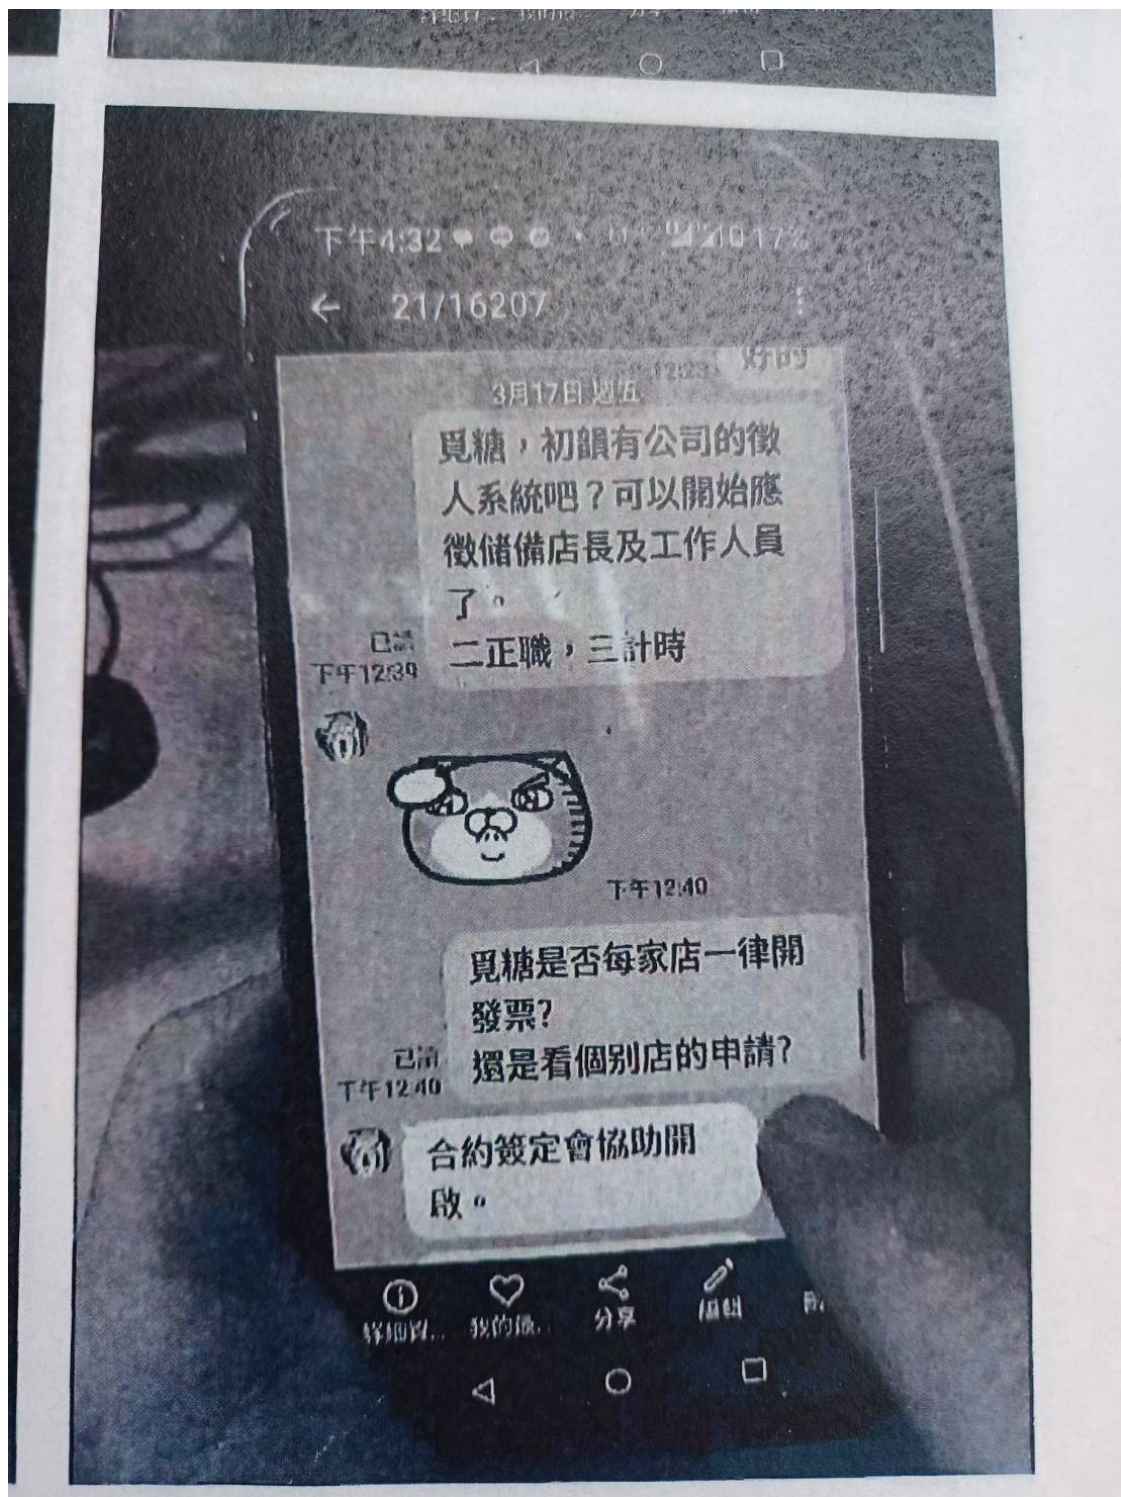 下午4:32
21/16207
好的
3月17日 週五
覓糖，初韻有公司的徵
人系統吧？可以開始應
徵儲備店長及工作人員
了。
二正職，三計時
已讀
下午12:39
下午12:40
覓糖是否每家店一律開
發票?
還是看個別店的申請?
已讀
下午12:40
合約簽定會協助開
啟。
分享
編輯